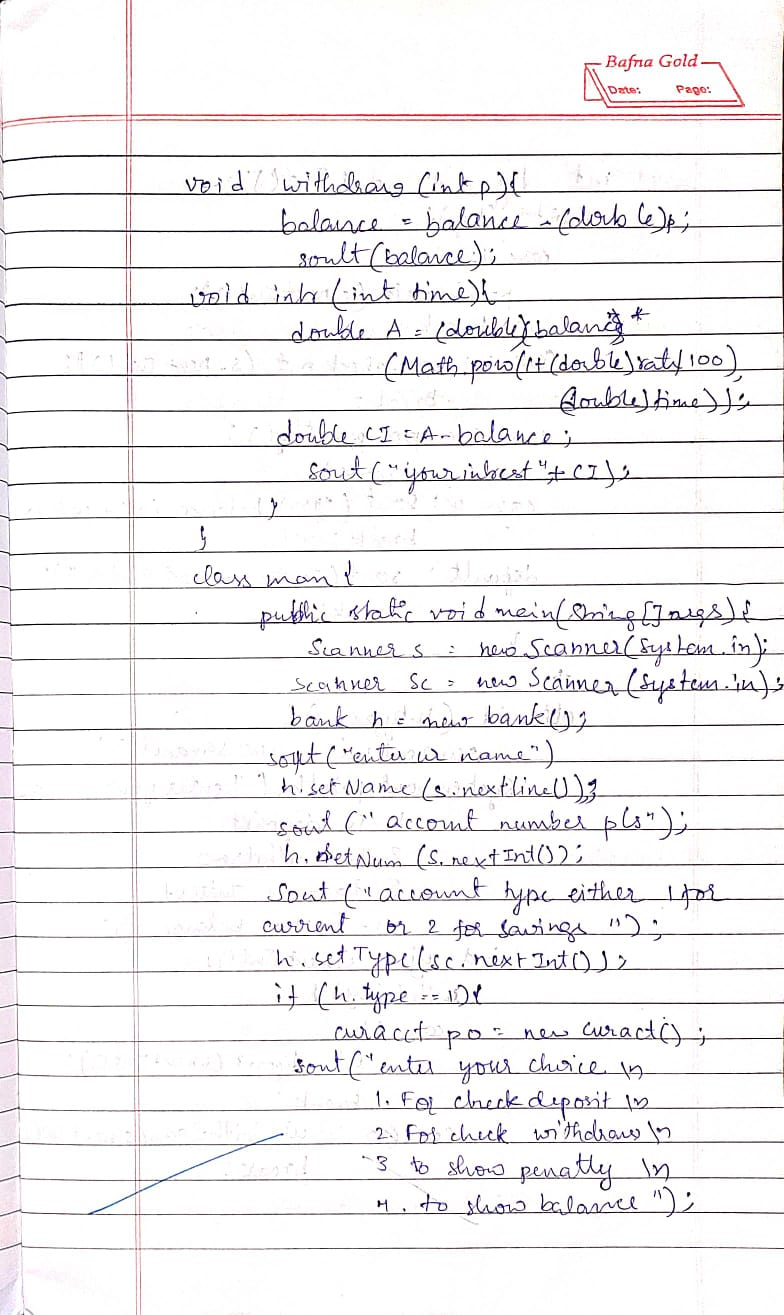 Bafna Gold
Date: Page:
void withdraw (int p){
balance = balance - (double)p;
soult (balance);
void intr (int time){
double A = (double)(balance *
(Math.pow(1+(double)rate/100),
(double)time));
double CI = A-balance;
sout ("your intrest "+ CI);
}
}
class man {
public static void main(String[]args){
Scanner s = new Scanner(System.in);
Scanner sc = new Scanner (System.in);
bank h = new bank();
sout ("enter ur name")
h.setName (s.nextline());
sout (" account number pls");
h.setNum (s.nextInt());
Sout (" account type either 1 for
current or 2 for savings ");
h.setType(sc.nextInt());
if (h.type == 1){
curacct po = new curact();
sout ("enter your choice \n
1. For check deposit \n
2. For check withdraw \n
3 to show penatly \n
4. to show balance ");